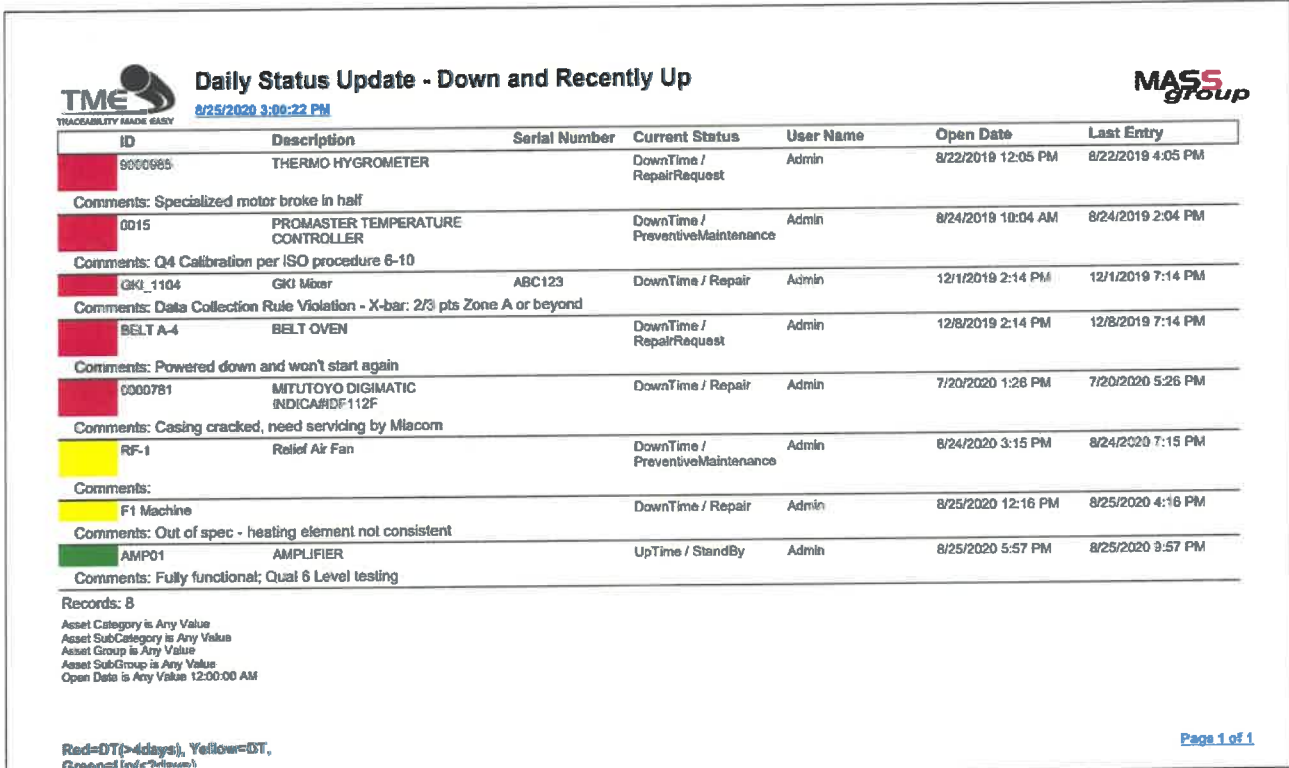 TME
TRACEABILITY MADE EASY
Daily Status Update - Down and Recently Up
8/25/2020 3:00:22 PM
MASS group
ID Description Serial Number Current Status User Name Open Date Last Entry
9000985 THERMO HYGROMETER DownTime / RepairRequest Admin 8/22/2019 12:05 PM 8/22/2019 4:05 PM
Comments: Specialized motor broke in half
0015 PROMASTER TEMPERATURE CONTROLLER DownTime / PreventiveMaintenance Admin 8/24/2019 10:04 AM 8/24/2019 2:04 PM
Comments: Q4 Calibration per ISO procedure 6-10
GKI_1104 GKI Mixer ABC123 DownTime / Repair Admin 12/1/2019 2:14 PM 12/1/2019 7:14 PM
Comments: Data Collection Rule Violation - X-bar: 2/3 pts Zone A or beyond
BELT A-4 BELT OVEN DownTime / RepairRequest Admin 12/8/2019 2:14 PM 12/8/2019 7:14 PM
Comments: Powered down and won't start again
0000781 MITUTOYO DIGIMATIC INDICA#IDF112F DownTime / Repair Admin 7/20/2020 1:26 PM 7/20/2020 5:26 PM
Comments: Casing cracked, need servicing by Miacom
RF-1 Relief Air Fan DownTime / PreventiveMaintenance Admin 8/24/2020 3:15 PM 8/24/2020 7:15 PM
Comments:
F1 Machine DownTime / Repair Admin 8/25/2020 12:16 PM 8/25/2020 4:16 PM
Comments: Out of spec - heating element not consistent
AMP01 AMPLIFIER UpTime / StandBy Admin 8/25/2020 5:57 PM 8/25/2020 9:57 PM
Comments: Fully functional; Qual 6 Level testing
Records: 8
Asset Category is Any Value
Asset SubCategory is Any Value
Asset Group is Any Value
Asset SubGroup is Any Value
Open Date is Any Value 12:00:00 AM
Page 1 of 1
Red=DT(>4days), Yellow=DT,